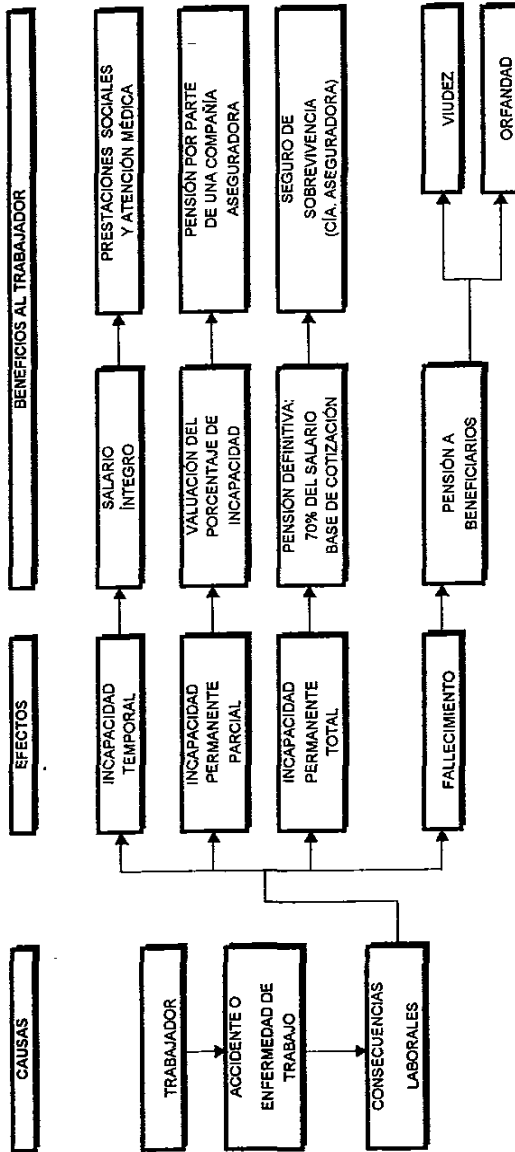 CAUSAS
EFECTOS
BENEFICIOS AL TRABAJADOR
TRABAJADOR
ACCIDENTE O
ENFERMEDAD DE
TRABAJO
CONSECUENCIAS
LABORALES
INCAPACIDAD
TEMPORAL
SALARIO
ÍNTEGRO
PRESTACIONES SOCIALES
Y ATENCIÓN MÉDICA
INCAPACIDAD
PERMANENTE
PARCIAL
VALUACIÓN DEL
PORCENTAJE DE
INCAPACIDAD
PENSIÓN POR PARTE
DE UNA COMPAÑÍA
ASEGURADORA
INCAPACIDAD
PERMANENTE
TOTAL
PENSIÓN DEFINITIVA:
70% DEL SALARIO
BASE DE COTIZACIÓN
SEGURO DE
SOBREVIVENCIA
(CÍA. ASEGURADORA)
FALLECIMIENTO
PENSIÓN A
BENEFICIARIOS
VIUDEZ
ORFANDAD